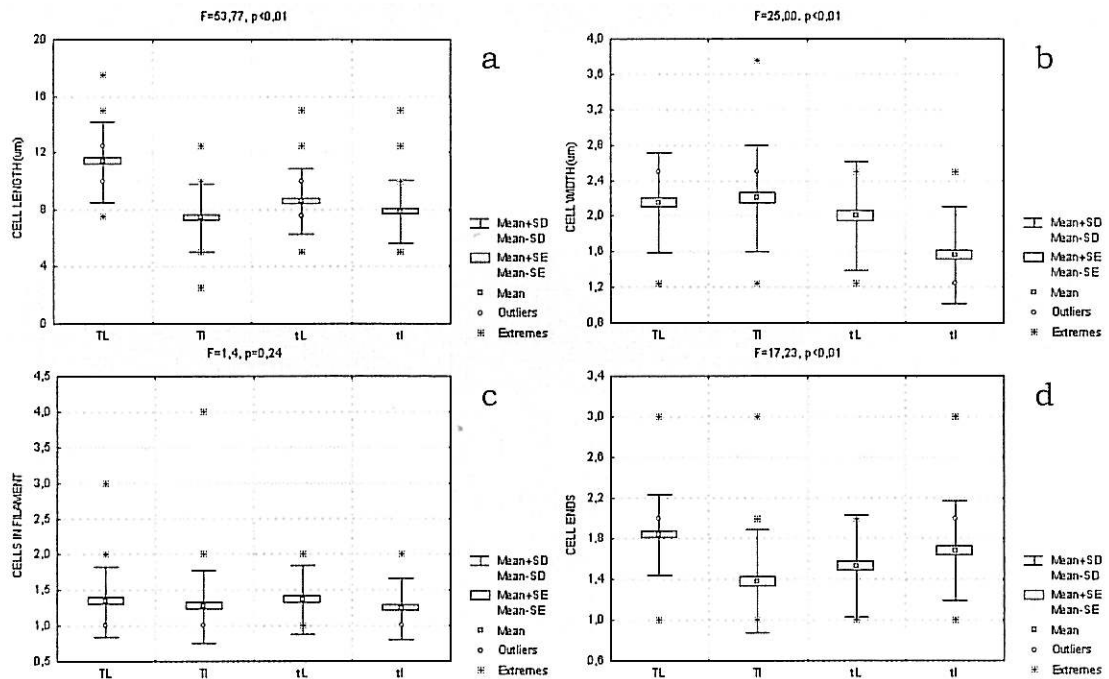 F=53,77, p<0,01
a
CELL LENGTH(um)
20
16
12
8
4
0
TL
Tl
tL
tl
Mean+SD
Mean-SD
Mean+SE
Mean-SE
Mean
Outliers
Extremes
F=25,00. p<0,01
b
CELL WIDTH(um)
4,0
3,6
3,2
2,8
2,4
2,0
1,6
1,2
0,8
TL
Tl
tL
tl
Mean+SD
Mean-SD
Mean+SE
Mean-SE
Mean
Outliers
Extremes
F=1,4, p=0,24
c
CELLS IN FILAMENT
4,5
4,0
3,5
3,0
2,5
2,0
1,5
1,0
0,5
TL
Tl
tL
tl
Mean+SD
Mean-SD
Mean+SE
Mean-SE
Mean
Outliers
Extremes
F=17,23, p<0,01
d
CELL ENDS
3,4
3,0
2,6
2,2
1,8
1,4
1,0
0,6
TL
Tl
tL
tl
Mean+SD
Mean-SD
Mean+SE
Mean-SE
Mean
Outliers
Extremes